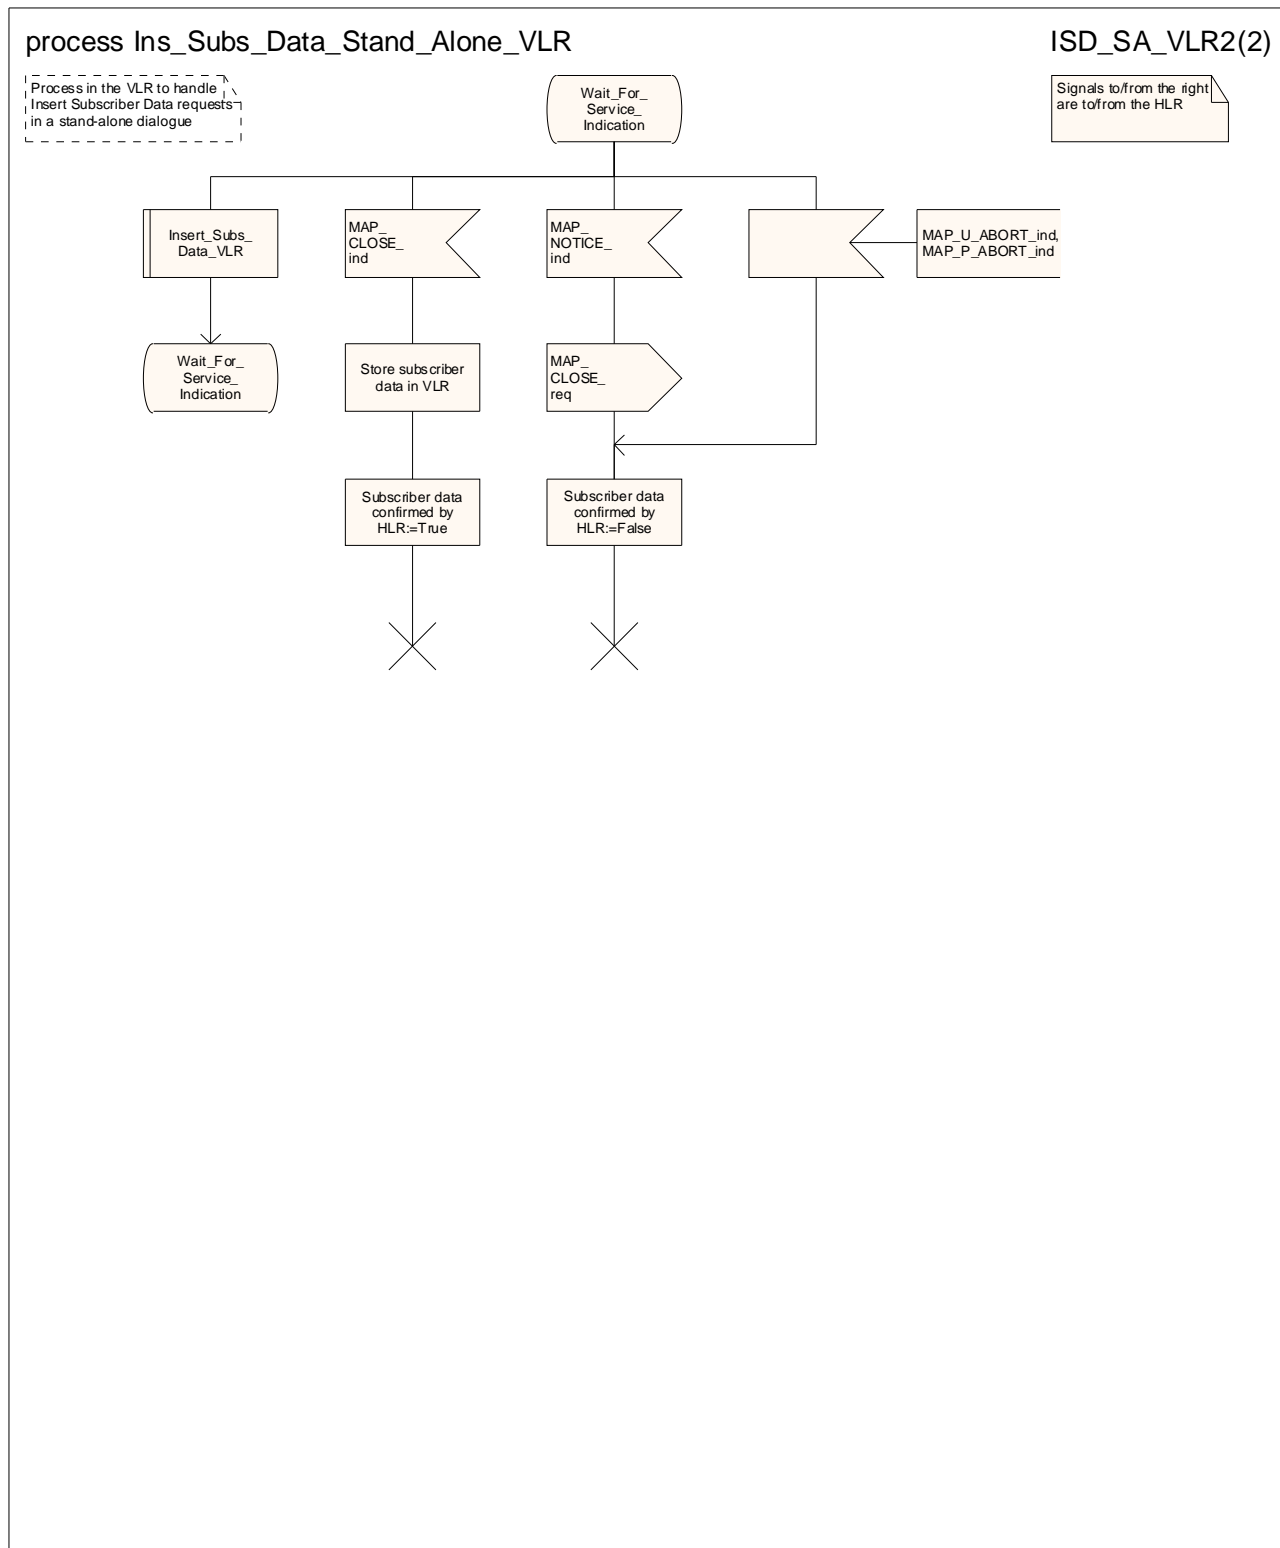 process Ins_Subs_Data_Stand_Alone_VLR
ISD_SA_VLR2(2)
Process in the VLR to handle
Insert Subscriber Data requests
in a stand-alone dialogue
Wait_For_
Service_
Indication
Signals to/from the right
are to/from the HLR
Insert_Subs_
Data_VLR
MAP_
CLOSE_
ind
MAP_
NOTICE_
ind
MAP_U_ABORT_ind,
MAP_P_ABORT_ind
Wait_For_
Service_
Indication
Store subscriber
data in VLR
MAP_
CLOSE_
req
Subscriber data
confirmed by
HLR:=True
Subscriber data
confirmed by
HLR:=False